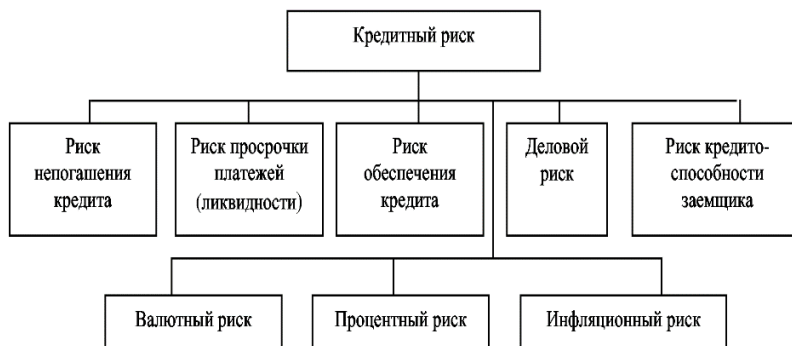 Кредитный риск
Риск
непогашения
кредита
Риск просрочки
платежей
(ликвидности)
Риск
обеспечения
кредита
Деловой
риск
Риск кредито-
способности
заемщика
Валютный риск
Процентный риск
Инфляционный риск